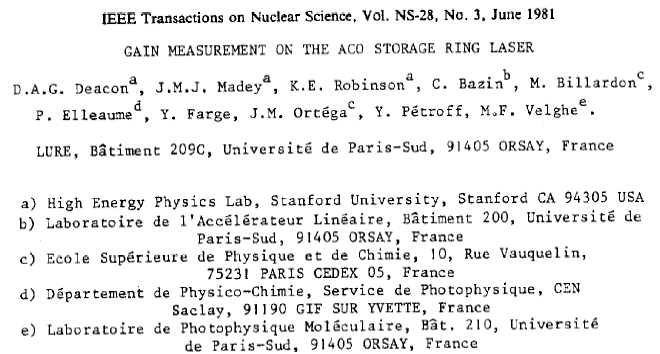 IEEE Transactions on Nuclear Science, Vol. NS-28, No. 3, June 1981
GAIN MEASUREMENT ON THE ACO STORAGE RING LASER
D.A.G. Deacon^a, J.M.J. Madey^a, K.E. Robinson^a, C. Bazin^b, M. Billardon^c,
P. Elleaume^d, Y. Farge, J.M. Ortéga^c, Y. Pétroff, M.F. Velghe^e.
LURE, Bâtiment 209C, Université de Paris-Sud, 91405 ORSAY, France
a) High Energy Physics Lab, Stanford University, Stanford CA 94305 USA
b) Laboratoire de l'Accélérateur Linéaire, Bâtiment 200, Université de
Paris-Sud, 91405 ORSAY, France
c) Ecole Supérieure de Physique et de Chimie, 10, Rue Vauquelin,
75231 PARIS CEDEX 05, France
d) Département de Physico-Chimie, Service de Photophysique, CEN
Saclay, 91190 GIF SUR YVETTE, France
e) Laboratoire de Photophysique Moléculaire, Bât. 210, Université
de Paris-Sud, 91405 ORSAY, France